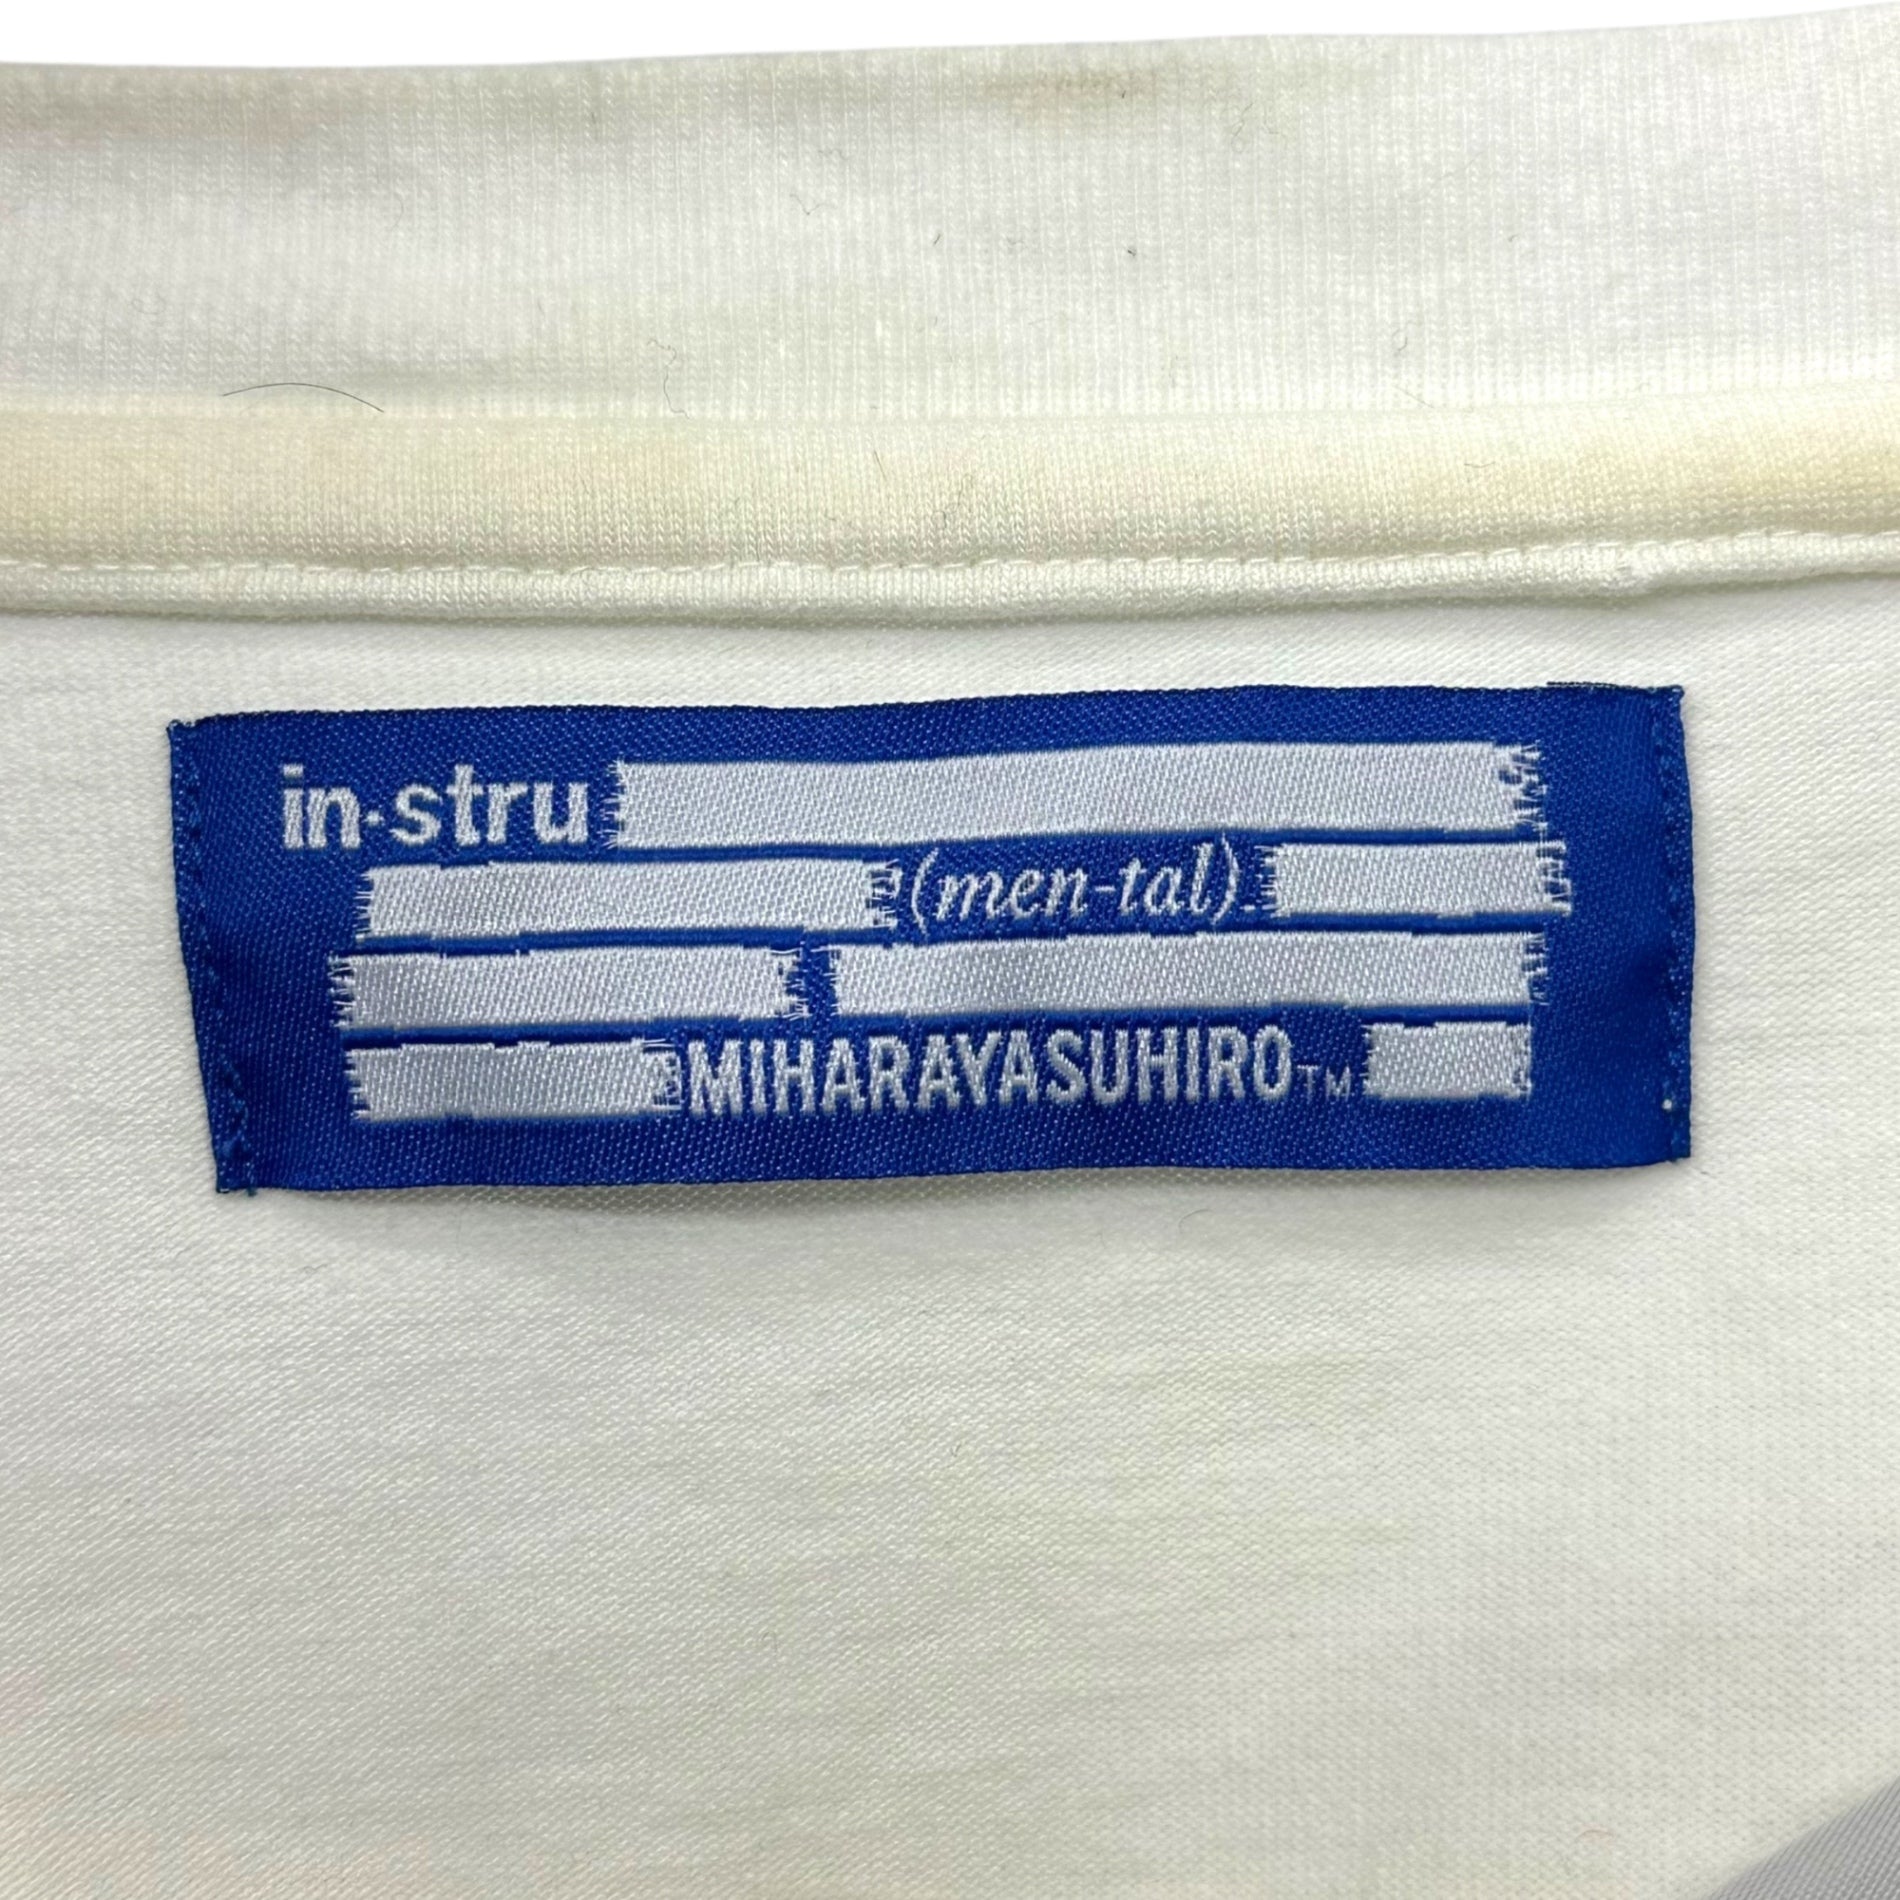 in·stru
(men-tal).
MIHARAYASUHIRO™